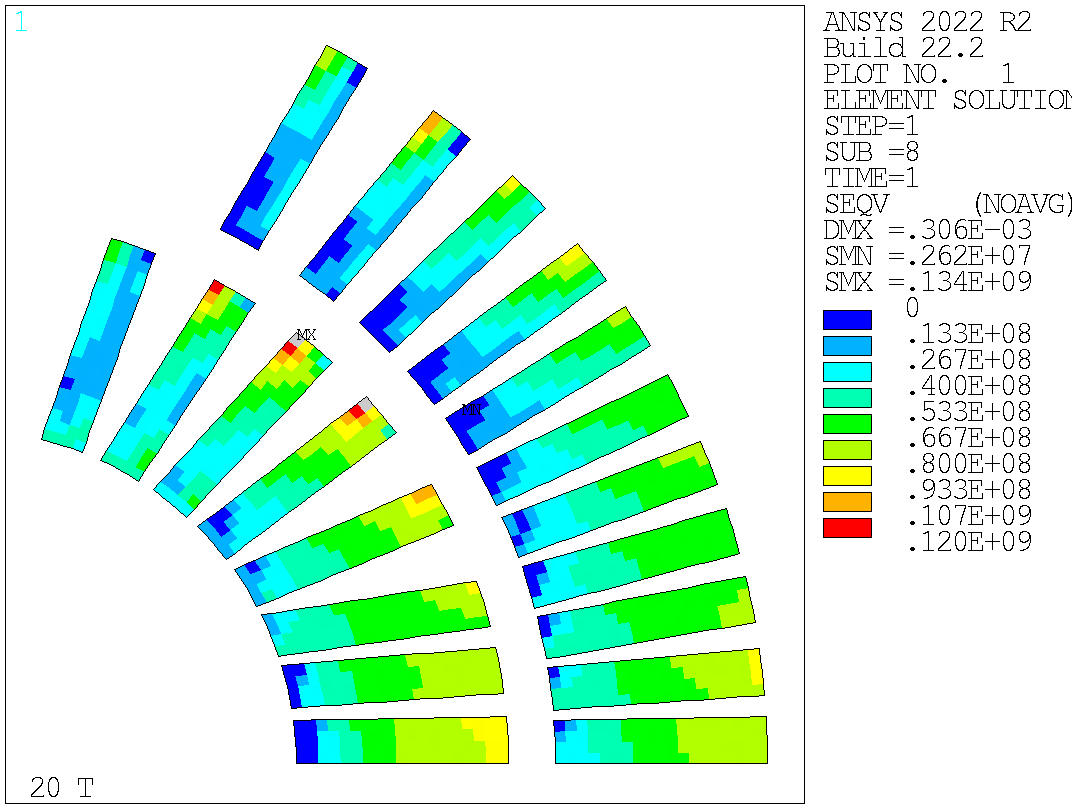 1
ANSYS 2022 R2
Build 22.2
PLOT NO. 1
ELEMENT SOLUTION
STEP=1
SUB =8
TIME=1
SEQV (NOAVG)
DMX =.306E-03
SMN =.262E+07
SMX =.134E+09
0
.133E+08
.267E+08
.400E+08
.533E+08
.667E+08
.800E+08
.933E+08
.107E+09
.120E+09
MX
20 T